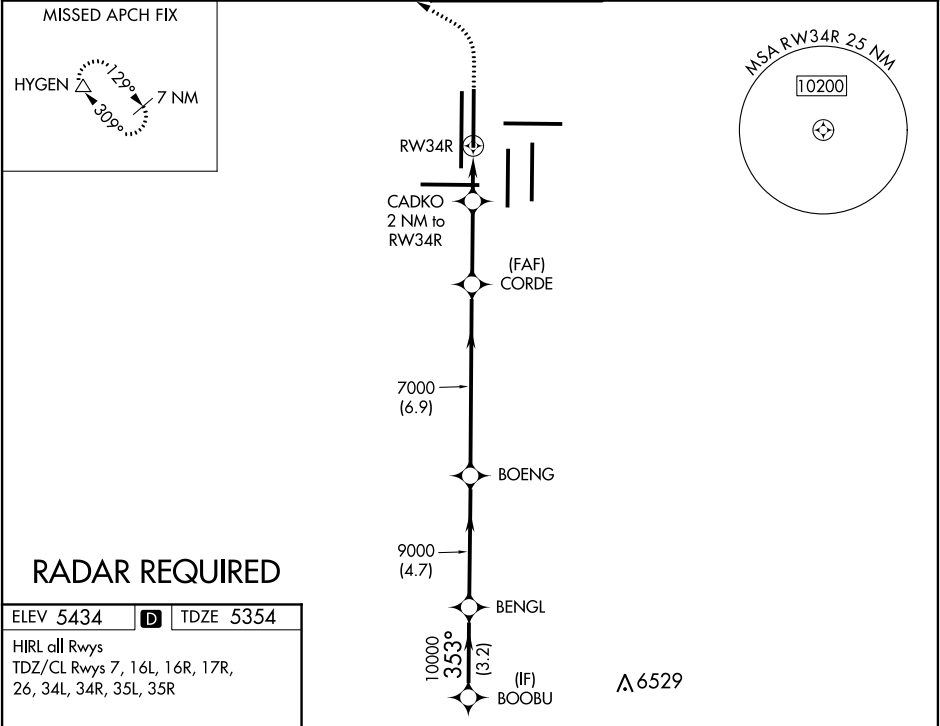 MISSED APCH FIX
HYGEN
129°
309°
7 NM
MSA RW34R 25 NM
10200
RW34R
CADKO
2 NM to
RW34R
(FAF)
CORDE
7000
(6.9)
BOENG
9000
(4.7)
BENGL
10000
353°
(3.2)
(IF)
BOOBU
6529
RADAR REQUIRED
ELEV 5434 D TDZE 5354
HIRL all Rwys
TDZ/CL Rwys 7, 16L, 16R, 17R,
26, 34L, 34R, 35L, 35R